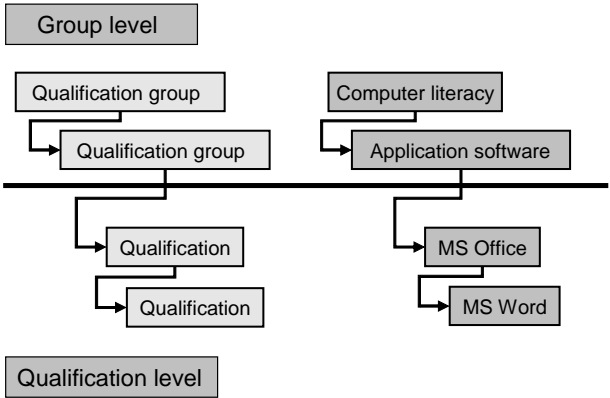 Group level
Qualification group
Computer literacy
Qualification group
Application software
Qualification
MS Office
Qualification
MS Word
Qualification level